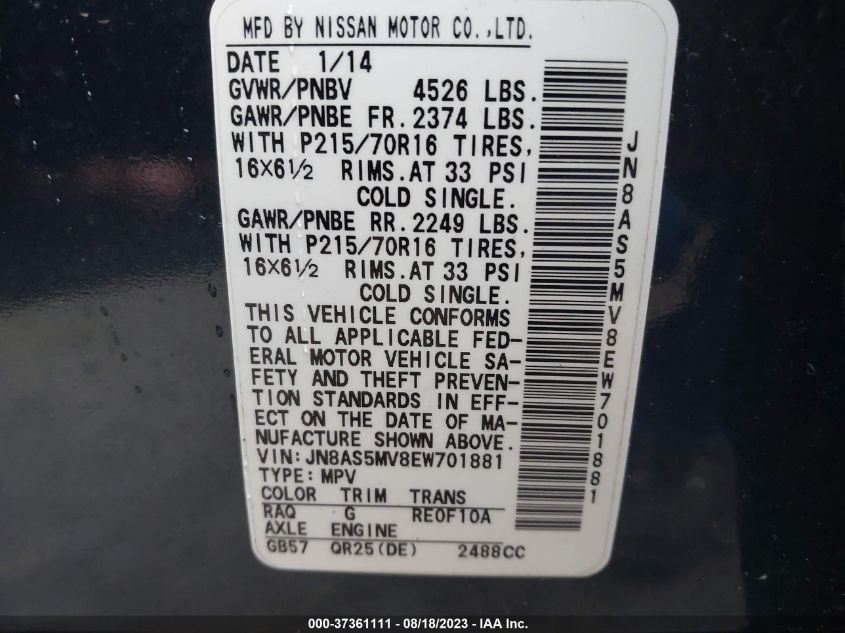 MFD BY NISSAN MOTOR CO.,LTD.
DATE 1/14
GVWR/PNBV 4526 LBS.
GAWR/PNBE FR.2374 LBS.
WITH P215/70R16 TIRES,
16X6½ RIMS.AT 33 PSI
COLD SINGLE.
GAWR/PNBE RR.2249 LBS.
WITH P215/70R16 TIRES,
16X6½ RIMS.AT 33 PSI
COLD SINGLE.
THIS VEHICLE CONFORMS
TO ALL APPLICABLE FED-
ERAL MOTOR VEHICLE SA-
FETY AND THEFT PREVEN-
TION STANDARDS IN EFF-
ECT ON THE DATE OF MA-
NUFACTURE SHOWN ABOVE.
VIN:JN8AS5MV8EW701881
TYPE:MPV
COLOR TRIM TRANS
RAQ G RE0F10A
AXLE ENGINE
GB57 QR25(DE) 2488CC
JN8AS5MV8EW701881
000-37361111 - 08/18/2023 - Copyright © IAA, Inc.